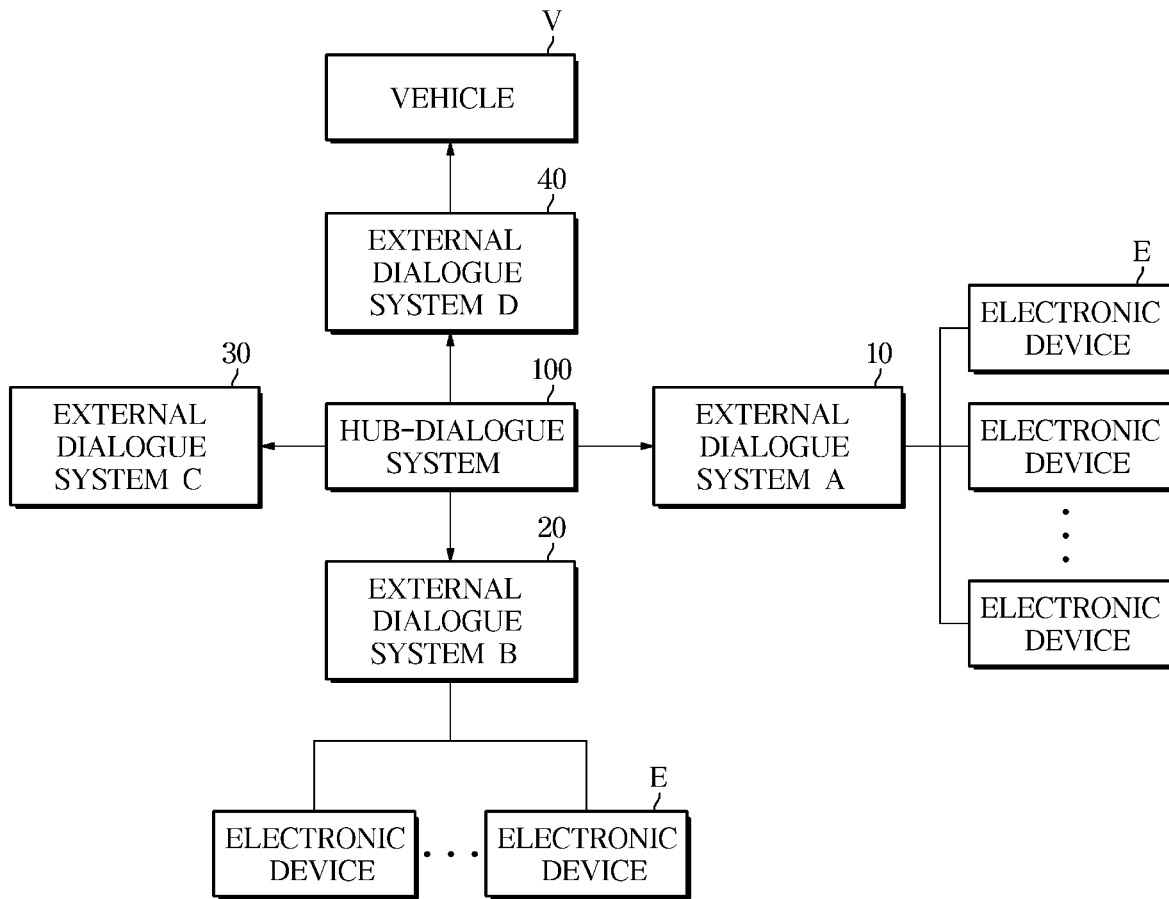 V
VEHICLE
40
EXTERNAL
DIALOGUE
SYSTEM D
E
ELECTRONIC
DEVICE
30
EXTERNAL
DIALOGUE
SYSTEM C
100
HUB-DIALOGUE
SYSTEM
10
EXTERNAL
DIALOGUE
SYSTEM A
ELECTRONIC
DEVICE
20
EXTERNAL
DIALOGUE
SYSTEM B
ELECTRONIC
DEVICE
E
ELECTRONIC
DEVICE
ELECTRONIC
DEVICE